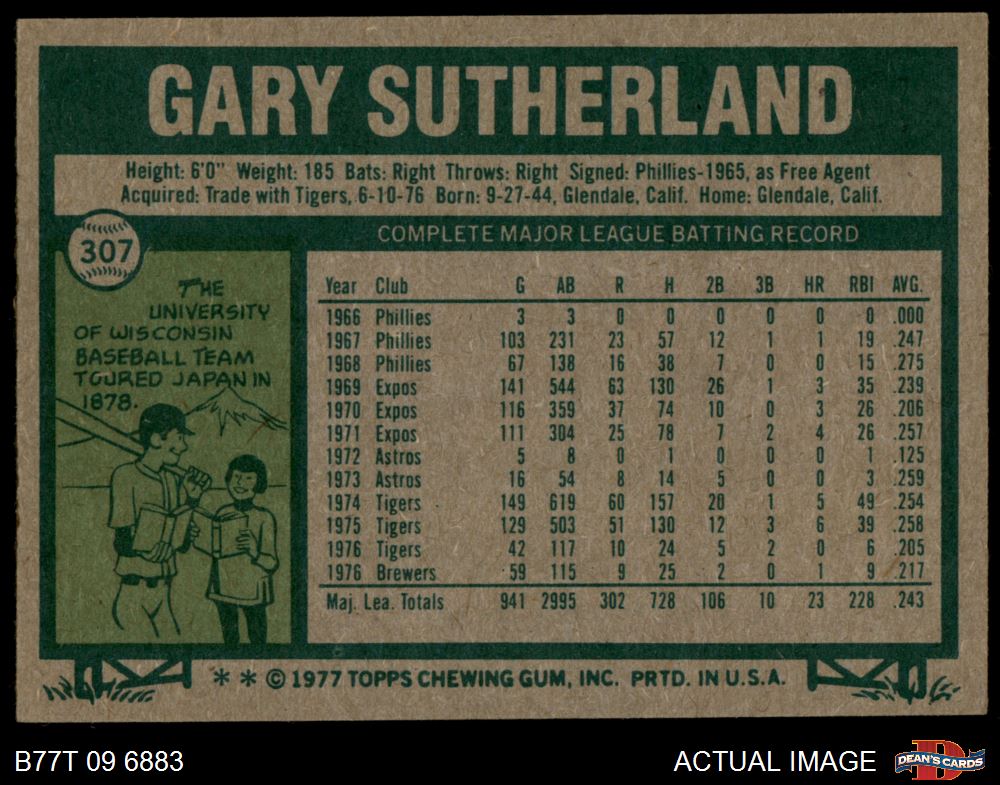 GARY SUTHERLAND
Height: 6'0" Weight: 185 Bats: Right Throws: Right Signed: Phillies-1965, as Free Agent
Acquired: Trade with Tigers, 6-10-76 Born: 9-27-44, Glendale, Calif. Home: Glendale, Calif.
307
THE
UNIVERSITY
OF WISCONSIN
BASEBALL TEAM
TOURED JAPAN IN
1878.
COMPLETE MAJOR LEAGUE BATTING RECORD
Year Club G AB R H 2B 3B HR RBI AVG.
1966 Phillies 3 3 0 0 0 0 0 0 .000
1967 Phillies 103 231 23 57 12 1 1 19 .247
1968 Phillies 67 138 16 38 7 0 0 15 .275
1969 Expos 141 544 63 130 26 1 3 35 .239
1970 Expos 116 359 37 74 10 0 3 26 .206
1971 Expos 111 304 25 78 7 2 4 26 .257
1972 Astros 5 8 0 1 0 0 0 1 .125
1973 Astros 16 54 8 14 5 0 0 3 .259
1974 Tigers 149 619 60 157 20 1 5 49 .254
1975 Tigers 129 503 51 130 12 3 6 39 .258
1976 Tigers 42 117 10 24 5 2 0 6 .205
1976 Brewers 59 115 9 25 2 0 1 9 .217
Maj. Lea. Totals 941 2995 302 728 106 10 23 228 .243
* * © 1977 TOPPS CHEWING GUM, INC. PRTD. IN U.S.A.
B77T 09 6883
ACTUAL IMAGE
D
DEAN'S CARDS